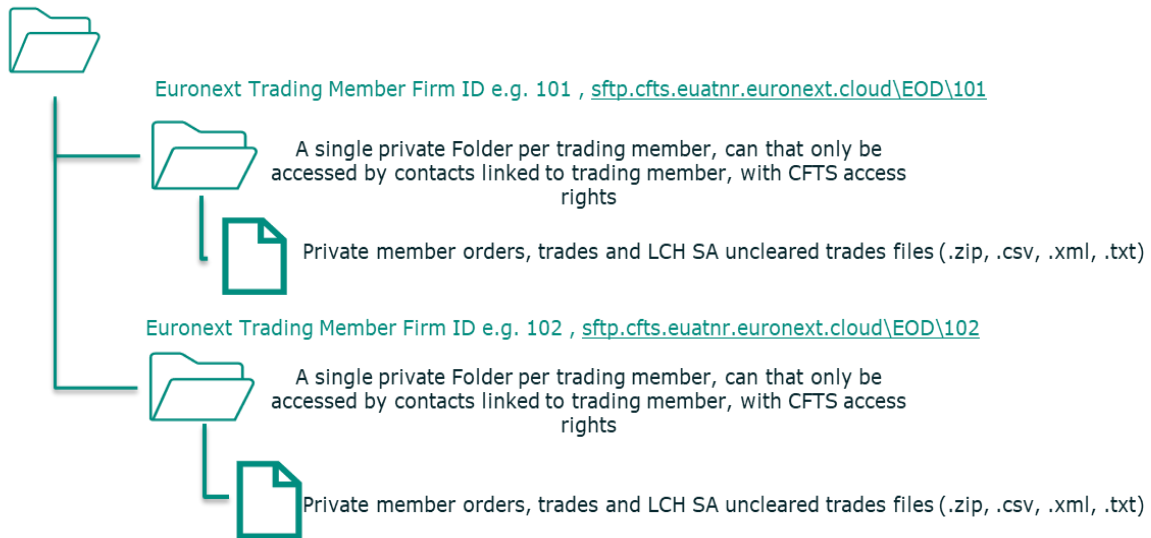 Euronext Trading Member Firm ID e.g. 101 , sftp.cfts.euatnr.euronext.cloud\EOD\101
A single private Folder per trading member, can that only be
accessed by contacts linked to trading member, with CFTS access
rights
Private member orders, trades and LCH SA uncleared trades files (.zip, .csv, .xml, .txt)
Euronext Trading Member Firm ID e.g. 102 , sftp.cfts.euatnr.euronext.cloud\EOD\102
A single private Folder per trading member, can that only be
accessed by contacts linked to trading member, with CFTS access
rights
Private member orders, trades and LCH SA uncleared trades files (.zip, .csv, .xml, .txt)